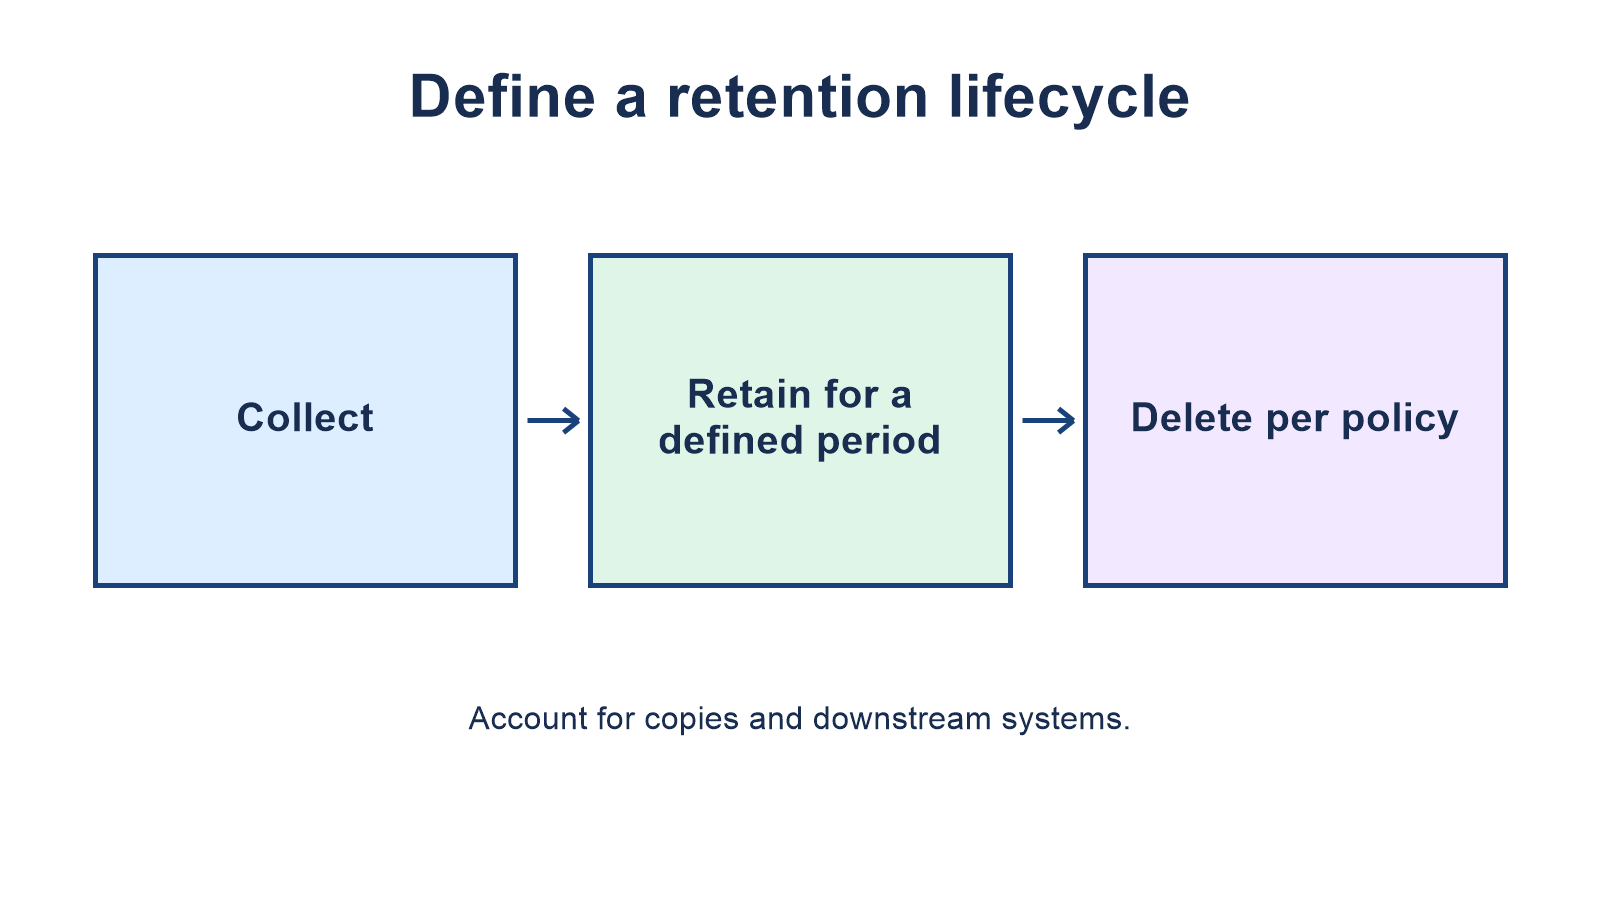 Define a retention lifecycle
Collect
Retain for a
defined period
Delete per policy
Account for copies and downstream systems.